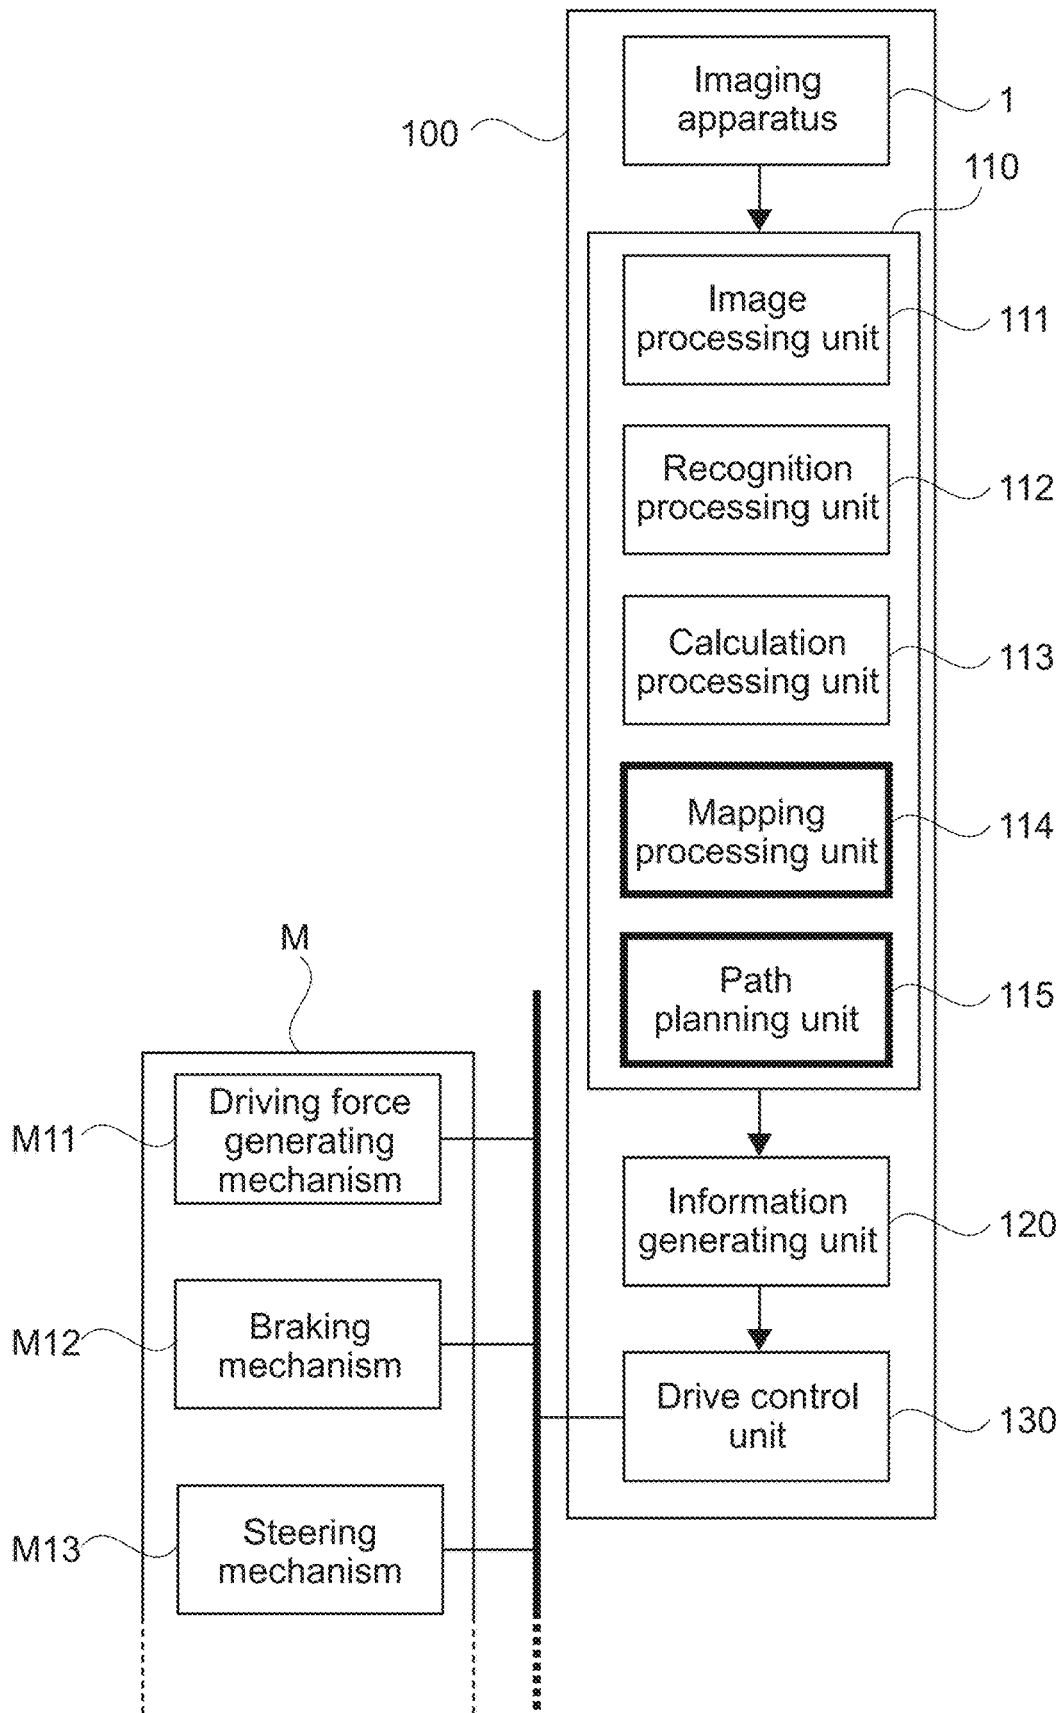 Imaging
apparatus
1
100
110
Image
processing unit
111
Recognition
processing unit
112
Calculation
processing unit
113
Mapping
processing unit
114
Path
planning unit
115
M
Driving force
generating
mechanism
M11
Information
generating unit
120
Braking
mechanism
M12
Drive control
unit
130
Steering
mechanism
M13